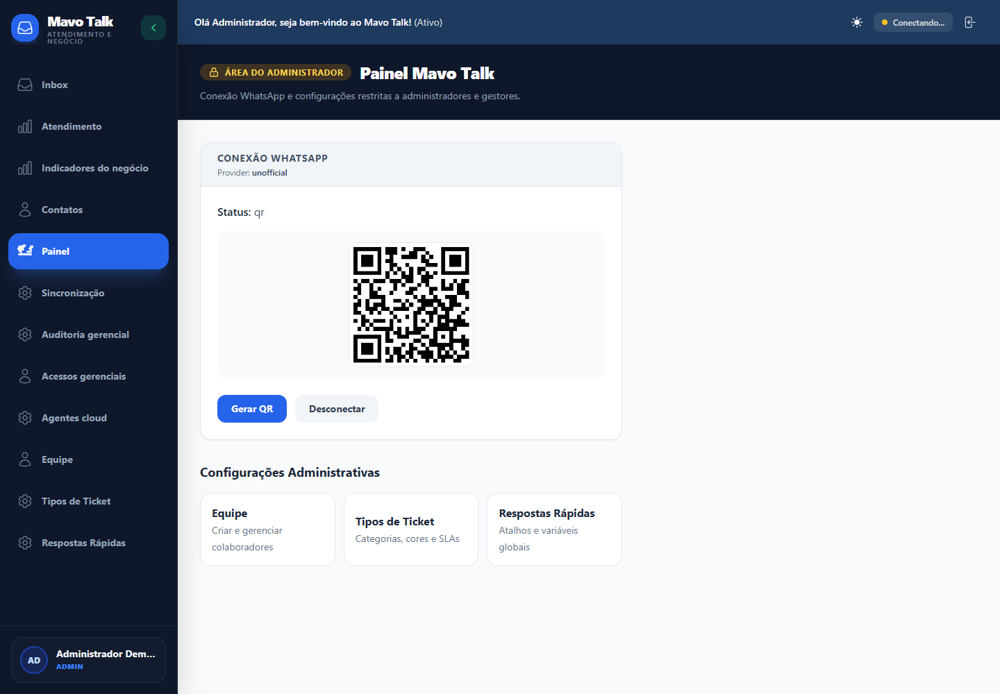 Mavo Talk
ATENDIMENTO E
NEGÓCIO
Inbox
Atendimento
Indicadores do negócio
Contatos
Painel
Sincronização
Auditoria gerencial
Acessos gerenciais
Agentes cloud
Equipe
Tipos de Ticket
Respostas Rápidas
AD
Administrador Dem...
ADMIN
Olá Administrador, seja bem-vindo ao Mavo Talk! (Ativo)
Conectando...
ÁREA DO ADMINISTRADOR
Painel Mavo Talk
Conexão WhatsApp e configurações restritas a administradores e gestores.
CONEXÃO WHATSAPP
Provider: unofficial
Status: qr
Gerar QR
Desconectar
Configurações Administrativas
Equipe
Criar e gerenciar
colaboradores
Tipos de Ticket
Categorias, cores e SLAs
Respostas Rápidas
Atalhos e variáveis
globais